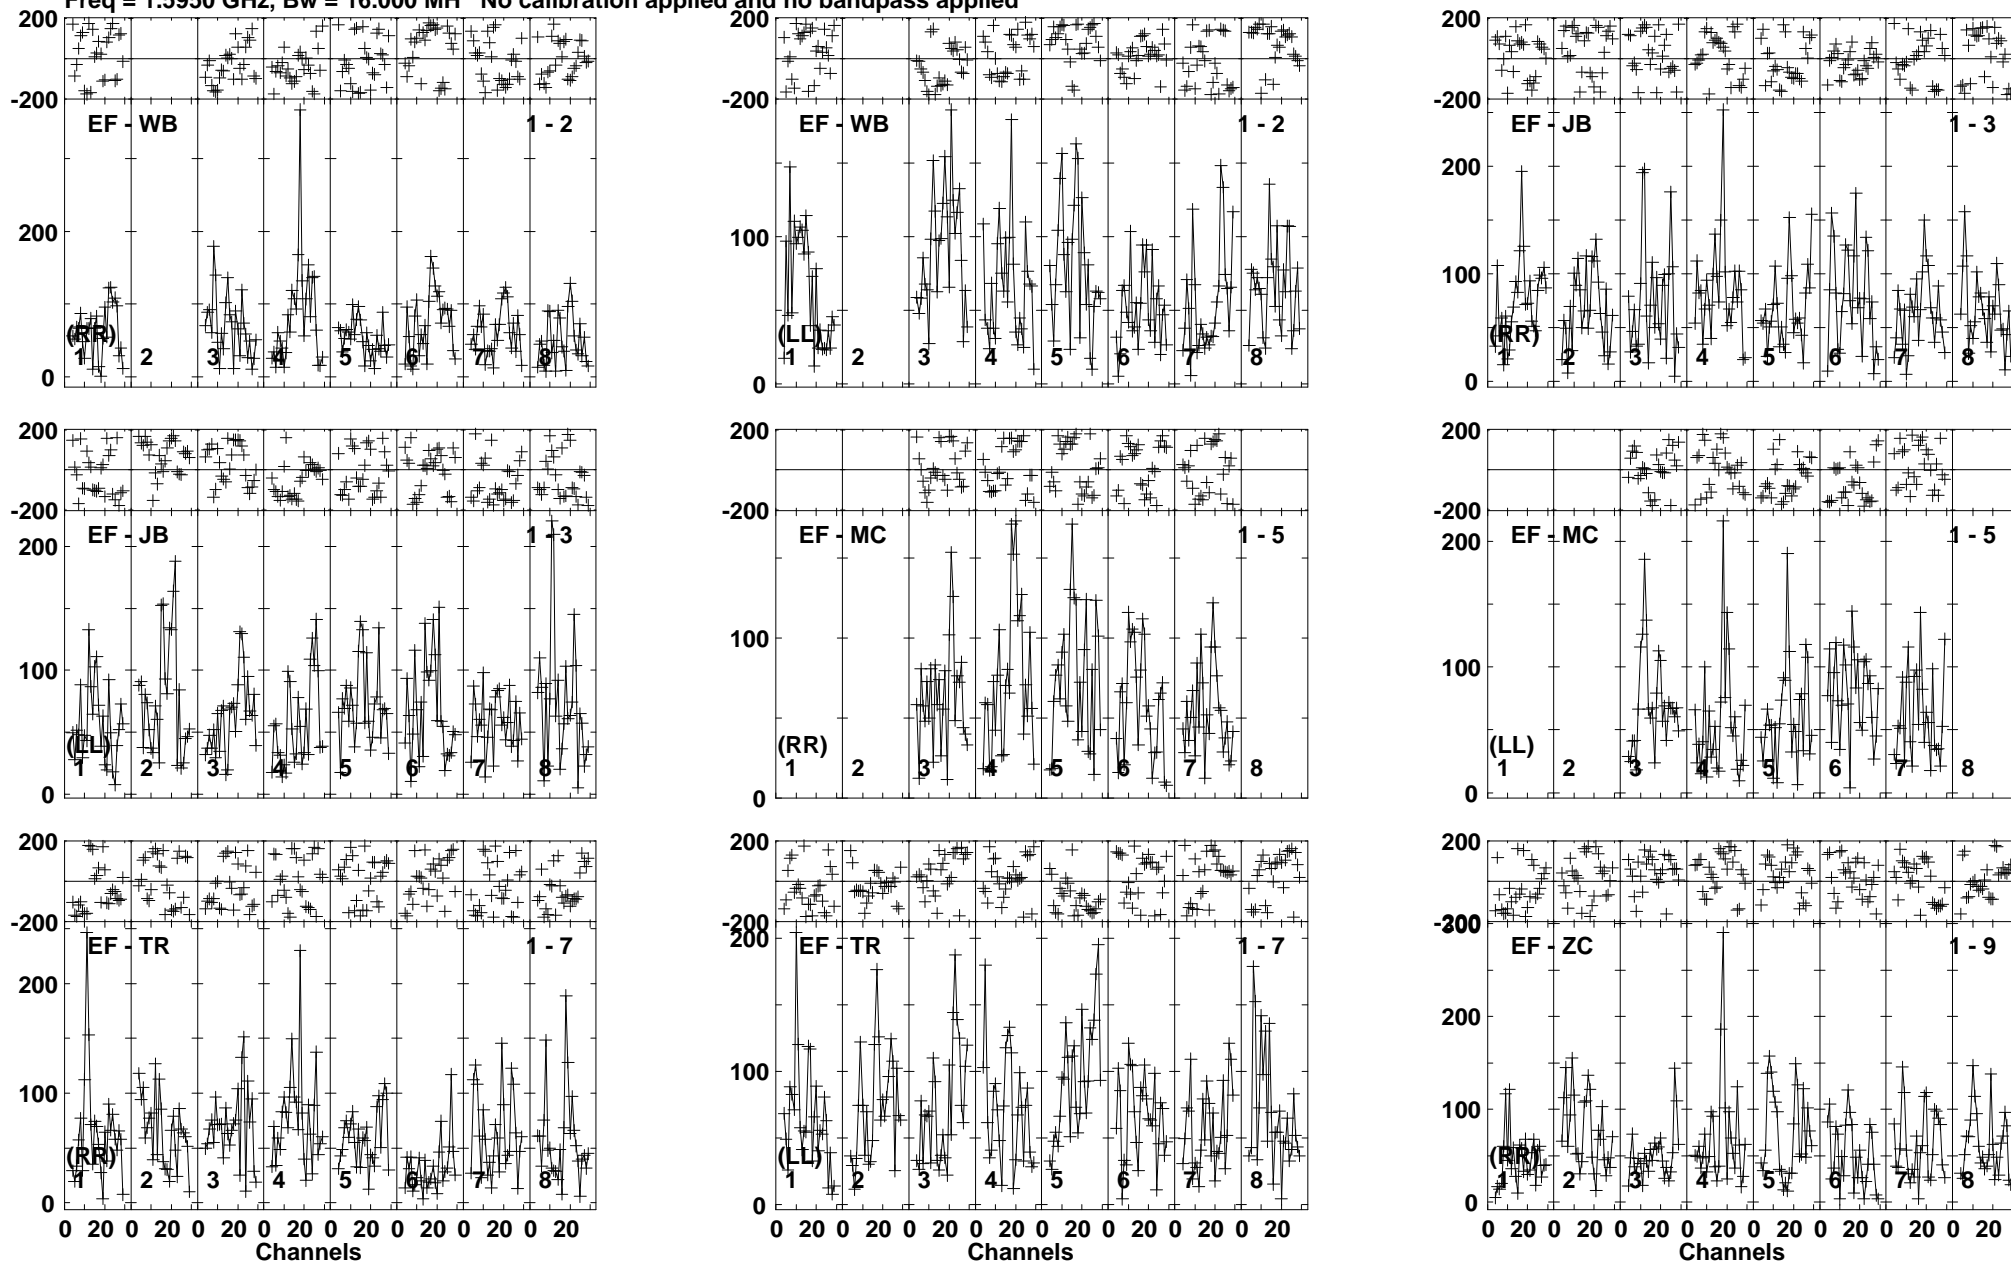 Freq = 1.5950 GHz, Bw = 16.000 MH No calibration applied and no bandpass applied
200 200 200
-200 -200 -200
EF - WB 1 - 2 EF - WB 1 - 2 EF - JB 1 - 3
200 100 200 100
(RR) (LL) (RR)
1 2 3 4 5 6 7 8 1 2 3 4 5 6 7 8 1 2 3 4 5 6 7 8
0 0 0
200 200 200
-200 -200 -200
EF - JB 1 - 3 EF - MC 1 - 5 EF - MC 1 - 5
200 100 100 200 100
(LL) (RR) (LL)
1 2 3 4 5 6 7 8 1 2 3 4 5 6 7 8 1 2 3 4 5 6 7 8
0 0 0
200 200 200
-200 -200 -200
300
EF - TR 1 - 7 EF - TR 1 - 7 EF - ZC 1 - 9
200 100 200 100 200 100
(RR) (LL) (RR)
1 2 3 4 5 6 7 8 1 2 3 4 5 6 7 8 1 2 3 4 5 6 7 8
0 0 0
0 20 0 20 0 20 0 20 0 20 0 20 0 20 0 20 0 20 0 20 0 20 0 20 0 20 0 20 0 20 0 20 0 20 0 20 0 20 0 20 0 20 0 20 0 20 0 20
Channels Channels Channels